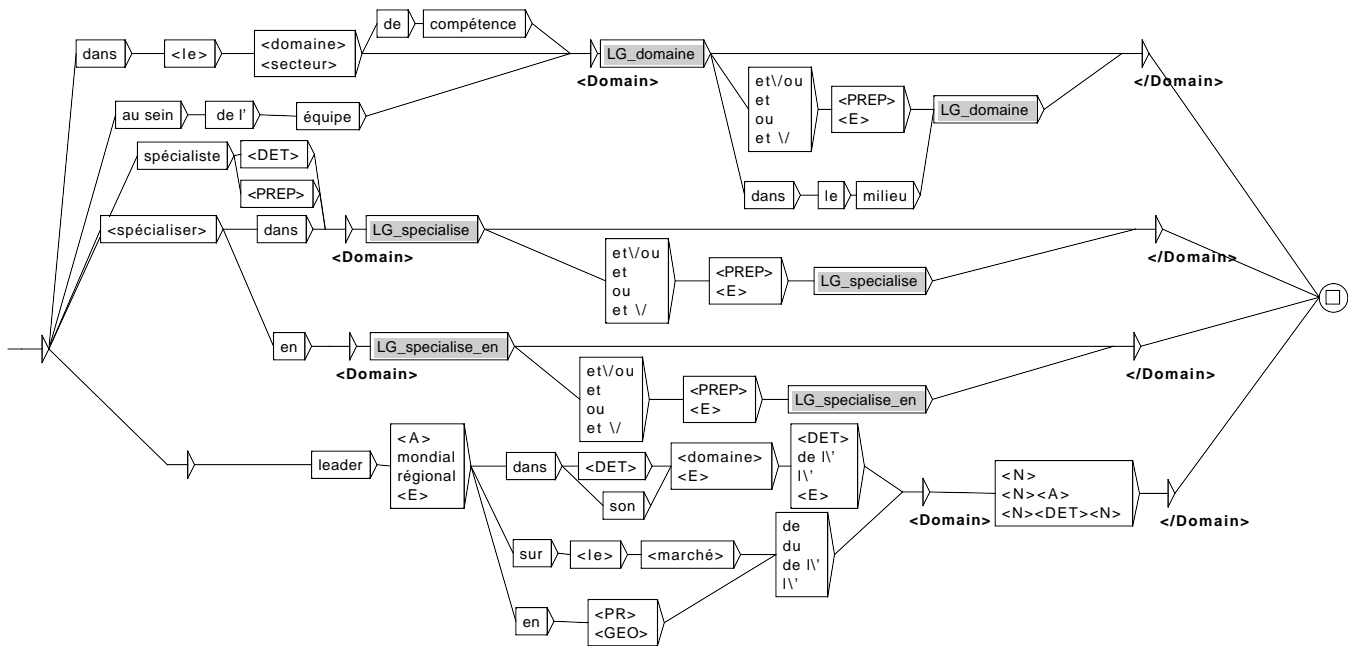 de compétence
dans <le> <domaine> LG_domaine
<secteur>
<Domain> </Domain>
et\/ou
et <PREP>
ou <E> LG_domaine
et \/
au sein de l' équipe
spécialiste <DET>
<PREP>
dans le milieu
<spécialiser> dans LG_specialise
<Domain> </Domain>
et\/ou
et <PREP>
ou <E> LG_specialise
et \/
en LG_specialise_en
<Domain> </Domain>
et\/ou
et <PREP>
ou <E> LG_specialise_en
et \/
leader <A>
mondial
régional
<E>
dans <DET> <domaine>
son <E>
<DET>
de l\'
l\'
<E>
<Domain> <N>
<N><A>
<N><DET><N>
</Domain>
sur <le> <marché>
de
du
de l\'
l\'
en <PR>
<GEO>